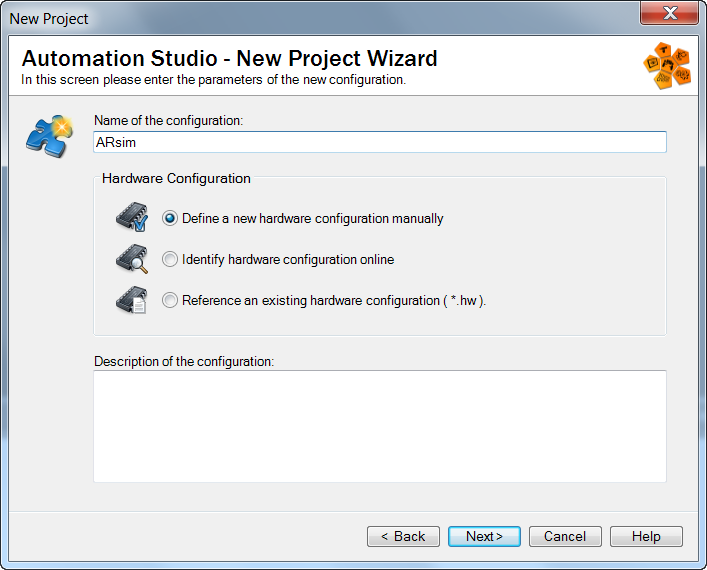 New Project
Automation Studio - New Project Wizard
In this screen please enter the parameters of the new configuration.
Name of the configuration:
ARsim
Hardware Configuration
Define a new hardware configuration manually
Identify hardware configuration online
Reference an existing hardware configuration ( *.hw ).
Description of the configuration:
< Back Next > Cancel Help